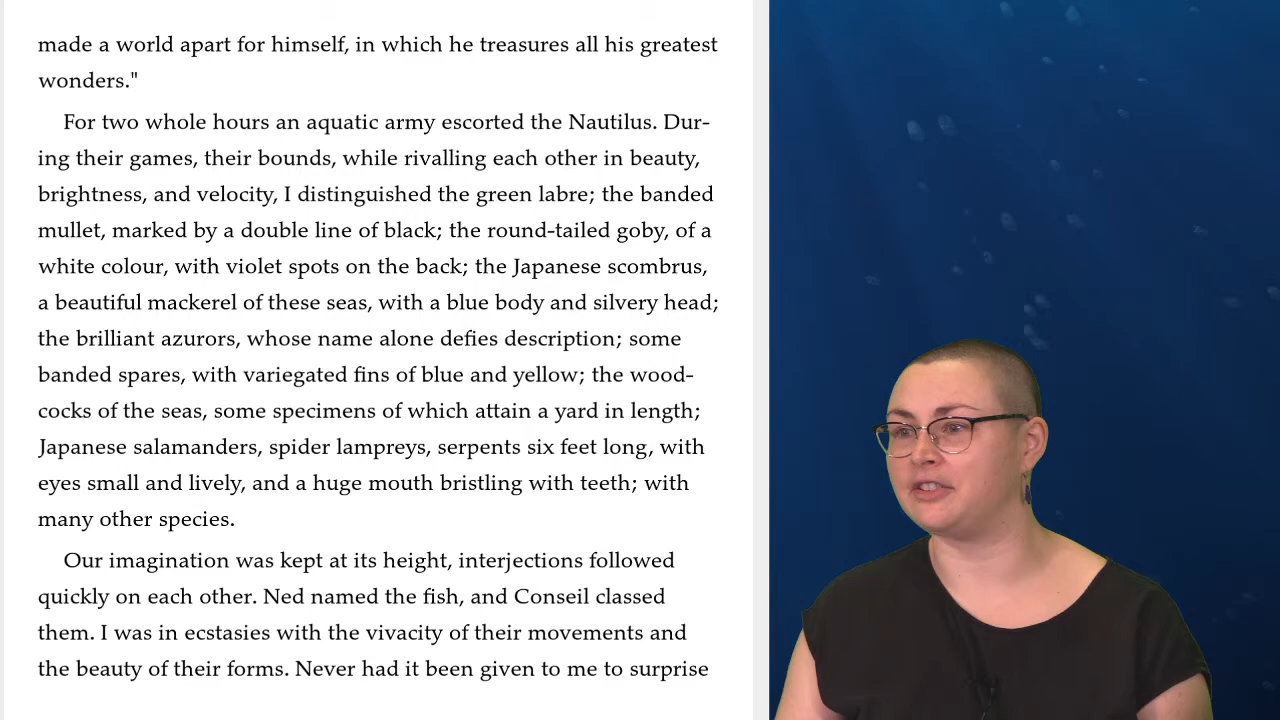 made a world apart for himself, in which he treasures all his greatest
wonders."
For two whole hours an aquatic army escorted the Nautilus. Dur-
ing their games, their bounds, while rivalling each other in beauty,
brightness, and velocity, I distinguished the green labre; the banded
mullet, marked by a double line of black; the round-tailed goby, of a
white colour, with violet spots on the back; the Japanese scombrus,
a beautiful mackerel of these seas, with a blue body and silvery head;
the brilliant azurors, whose name alone defies description; some
banded spares, with variegated fins of blue and yellow; the wood-
cocks of the seas, some specimens of which attain a yard in length;
Japanese salamanders, spider lampreys, serpents six feet long, with
eyes small and lively, and a huge mouth bristling with teeth; with
many other species.
Our imagination was kept at its height, interjections followed
quickly on each other. Ned named the fish, and Conseil classed
them. I was in ecstasies with the vivacity of their movements and
the beauty of their forms. Never had it been given to me to surprise